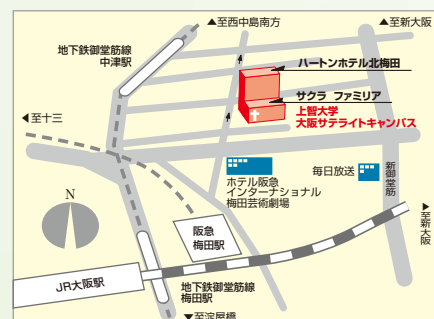 ▲至西中島南方
▲至新大阪
地下鉄御堂筋線
中津駅
ハートンホテル北梅田
サクラ ファミリア
上智大学
大阪サテライトキャンパス
◀至十三
ホテル阪急
インターナショナル
梅田芸術劇場
毎日放送
新御堂筋
N
阪急
梅田駅
▶至新大阪
JR大阪駅
地下鉄御堂筋線
梅田駅
▼至淀屋橋